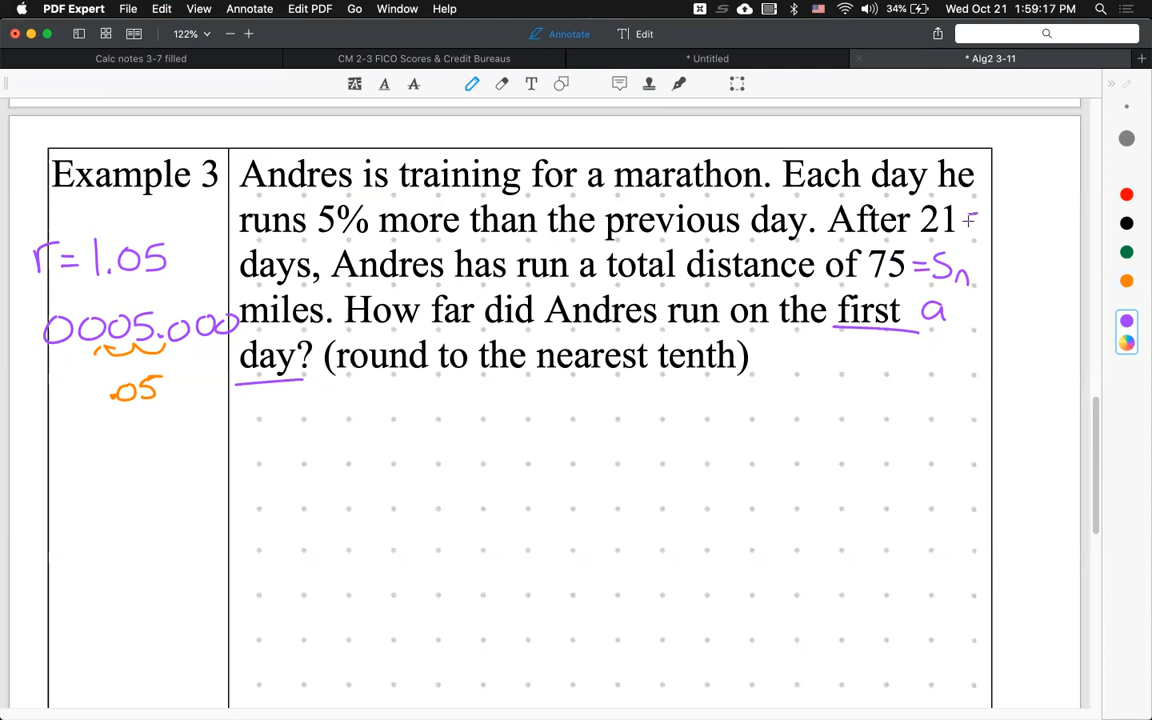 PDF Expert File Edit View Annotate Edit PDF Go Window Help 34% Wed Oct 21 1:59:17 PM
122% Annotate Edit
Calc notes 3-7 filled CM 2-3 FICO Scores & Credit Bureaus * Untitled * Alg2 3-11
Example 3
r = 1.05
0005.000
.05
Andres is training for a marathon. Each day he
runs 5% more than the previous day. After 21
days, Andres has run a total distance of 75 = Sn
miles. How far did Andres run on the first a
day? (round to the nearest tenth)